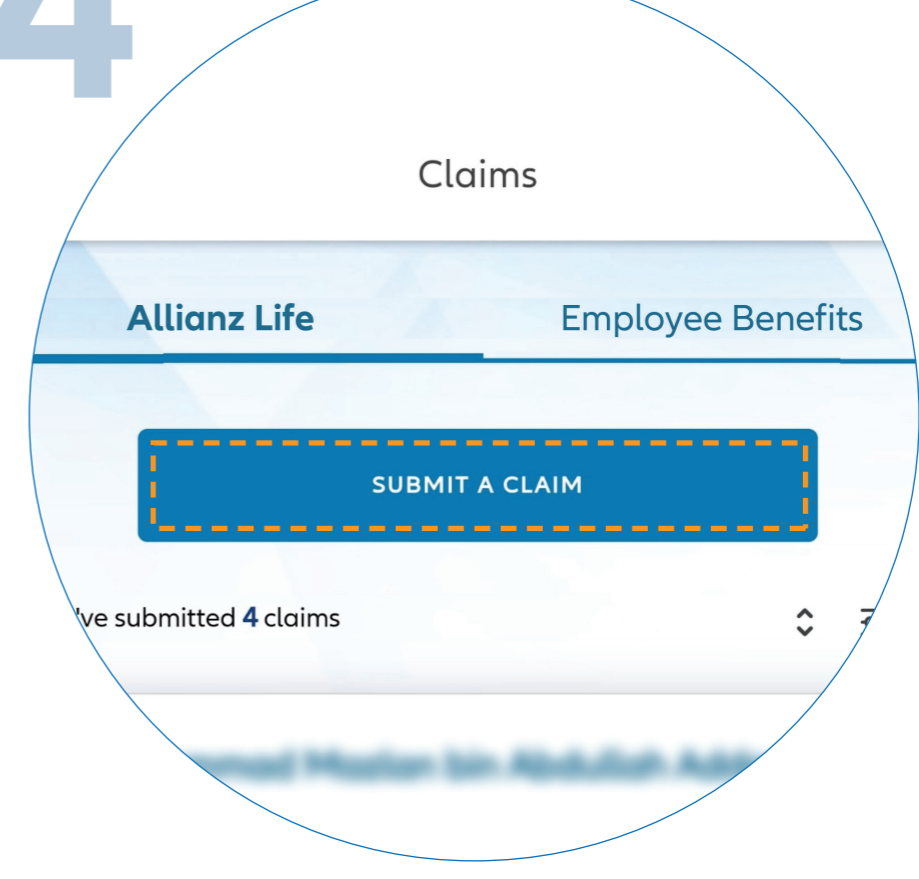 4
Claims
Allianz Life Employee Benefits
SUBMIT A CLAIM
've submitted 4 claims